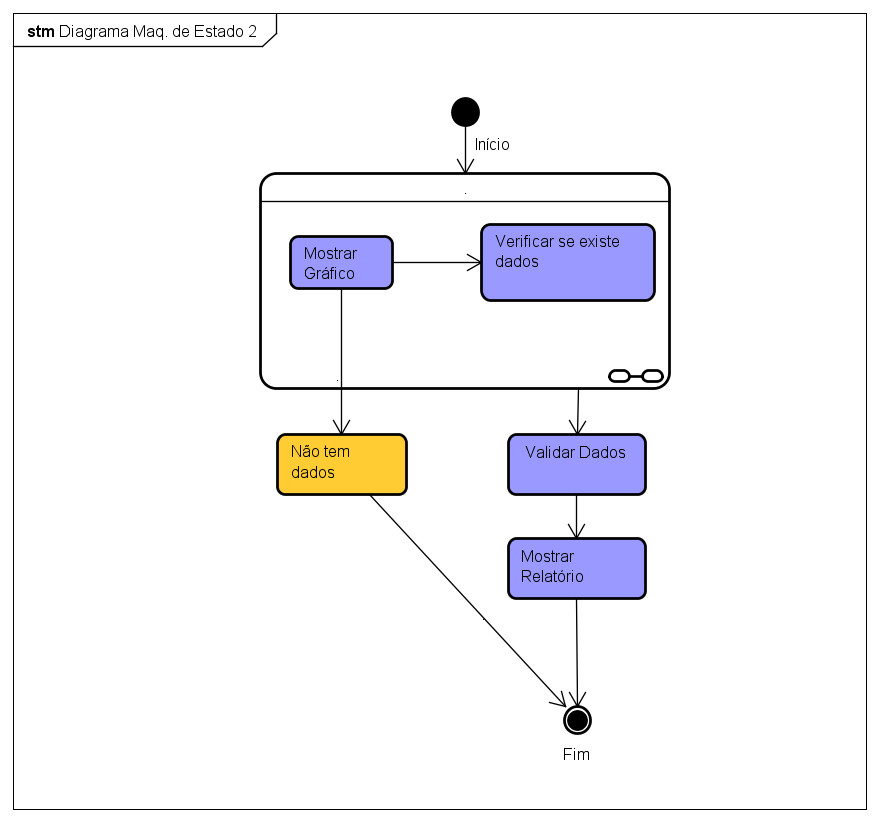 stm Diagrama Maq. de Estado 2
Início
.
Mostrar
Gráfico
Verificar se existe
dados
.
Não tem
dados
Validar Dados
Mostrar
Relatório
.
Fim